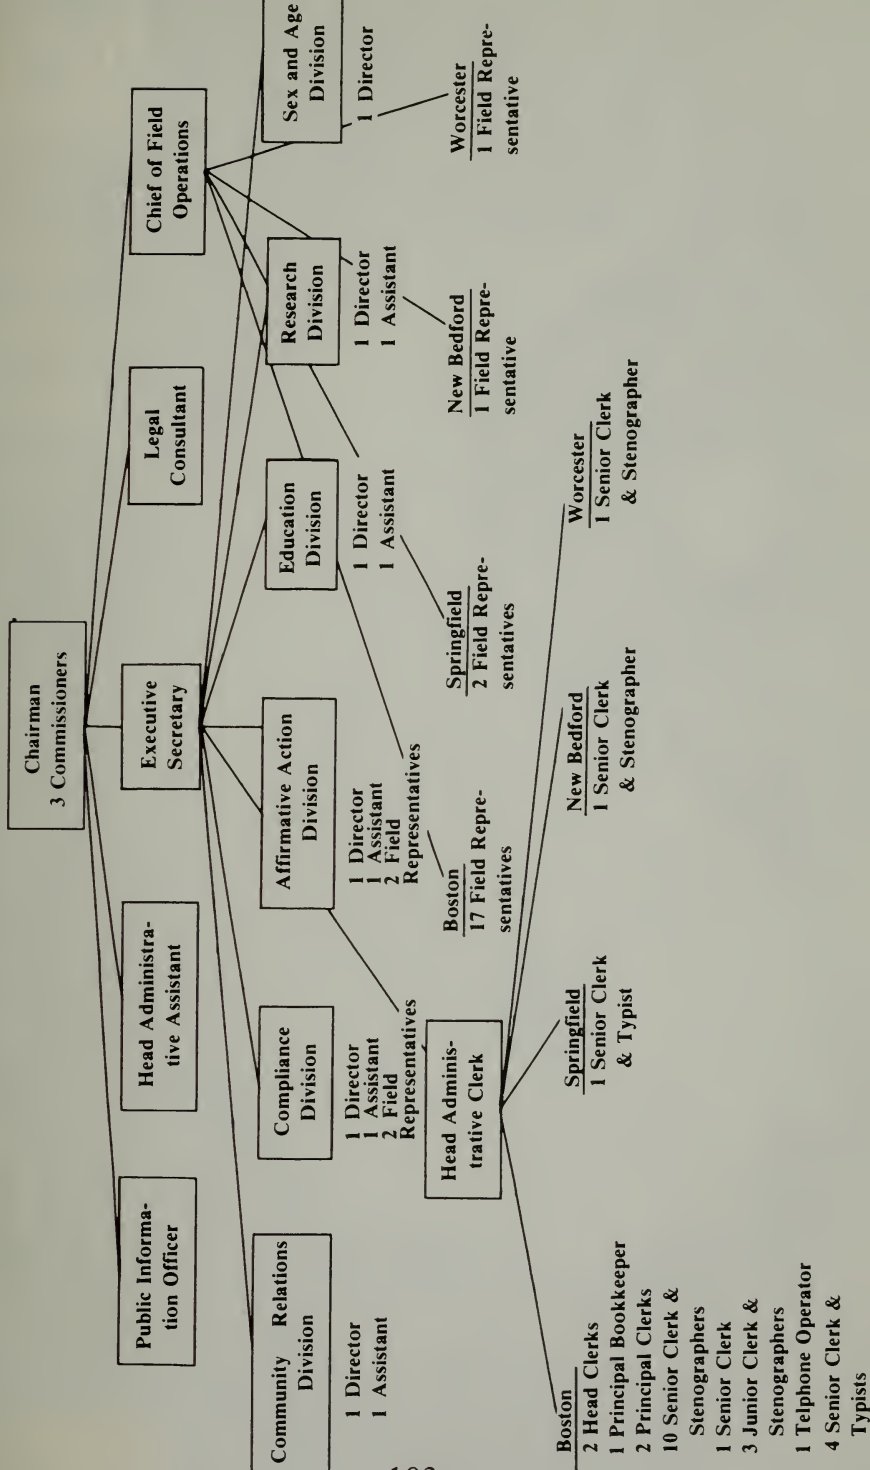 Chairman
3 Commissioners
Public Informa-
tion Officer
Head Administra-
tive Assistant
Executive
Secretary
Legal
Consultant
Chief of Field
Operations
Community Relations
Division
1 Director
1 Assistant
Compliance
Division
1 Director
1 Assistant
2 Field
Representatives
Affirmative Action
Division
1 Director
1 Assistant
2 Field
Representatives
Education
Division
1 Director
1 Assistant
Research
Division
1 Director
1 Assistant
Sex and Age
Division
1 Director
Head Adminis-
trative Clerk
Boston
17 Field Repre-
sentatives
Springfield
2 Field Repre-
sentatives
New Bedford
1 Field Repre-
sentative
Worcester
1 Field Repre-
sentative
Boston
2 Head Clerks
1 Principal Bookkeeper
2 Principal Clerks
10 Senior Clerk &
Stenographers
1 Senior Clerk
3 Junior Clerk &
Stenographers
1 Telphone Operator
4 Senior Clerk &
Typists
Springfield
1 Senior Clerk
& Typist
New Bedford
1 Senior Clerk
& Stenographer
Worcester
1 Senior Clerk
& Stenographer